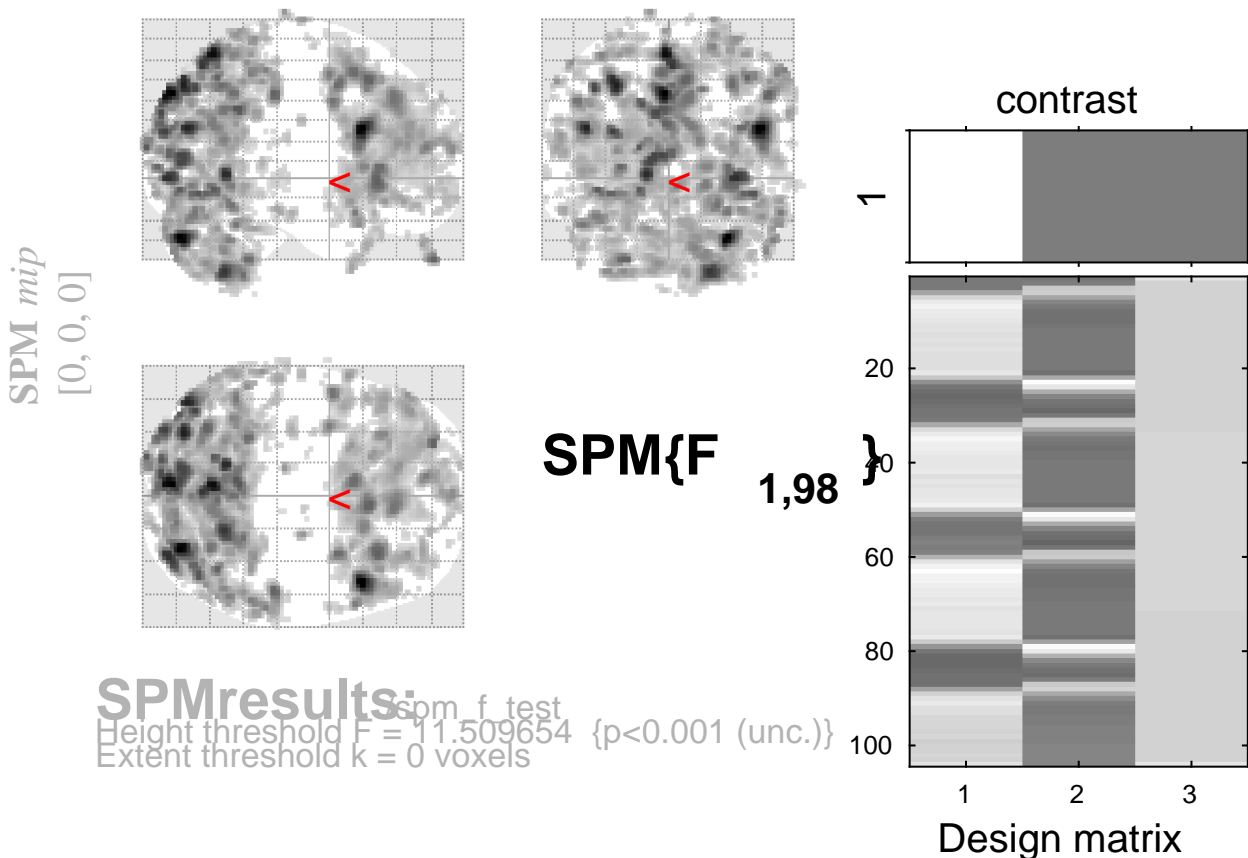 SPM mip
[0, 0, 0]
<
<
<
SPM{F1,98}
contrast
1
20
40
60
80
100
1
2
3
Design matrix
SPMresults: ./spm_f_test
Height threshold F = 11.509654 {p<0.001 (unc.)}
Extent threshold k = 0 voxels